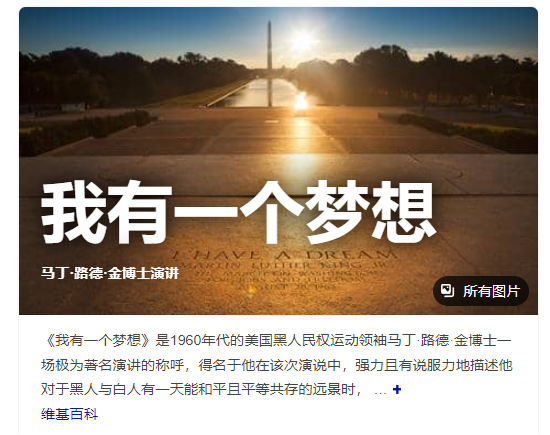 我有一个梦想
I HAVE A DREAM
MARTIN LUTHER KING JR
马丁·路德·金博士演讲
所有图片
《我有一个梦想》是1960年代的美国黑人民权运动领袖马丁·路德·金博士一
场极为著名演讲的称呼，得名于他在该次演说中，强力且有说服力地描述他
对于黑人与白人有一天能和平且平等共存的远景时， ... +
维基百科